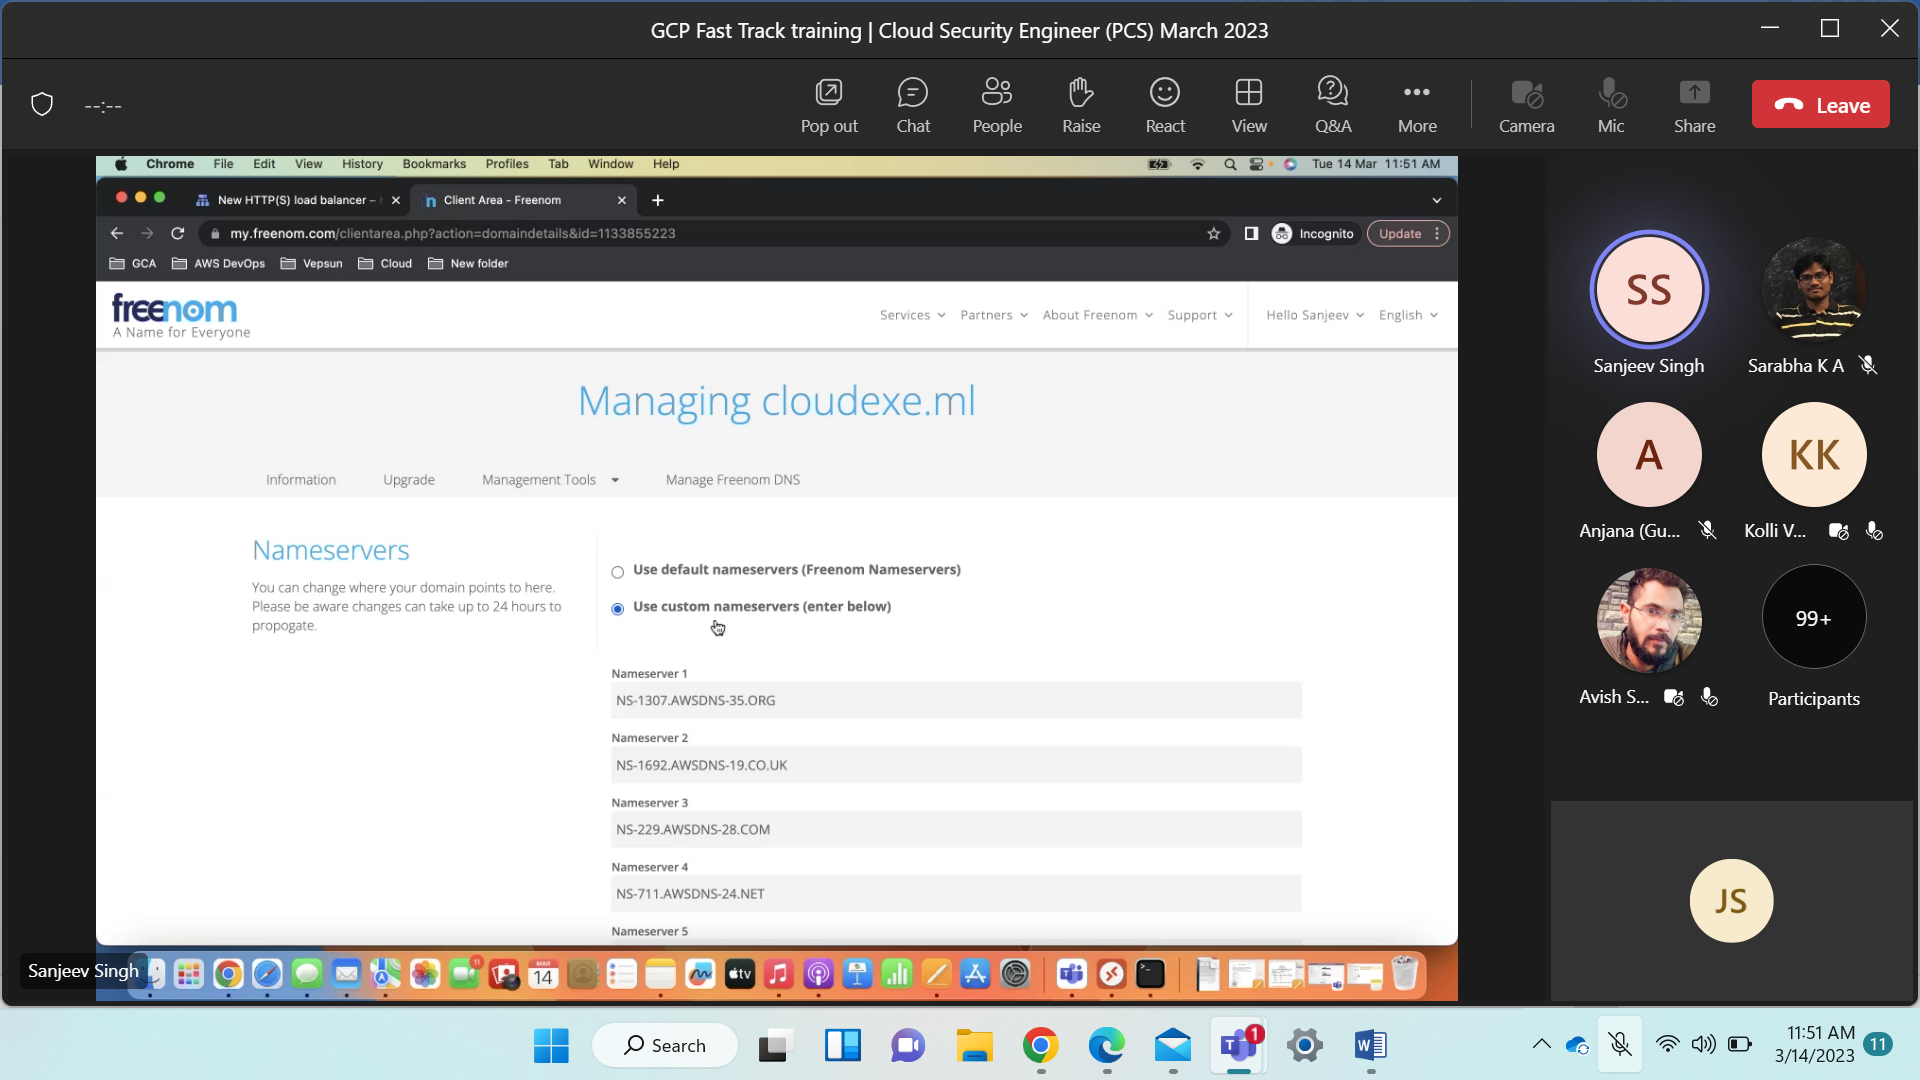 GCP Fast Track training | Cloud Security Engineer (PCS) March 2023
--:--
Pop out
Chat
People
Raise
React
View
Q&A
More
Camera
Mic
Share
Leave
Chrome File Edit View History Bookmarks Profiles Tab Window Help
Tue 14 Mar 11:51 AM
New HTTP(S) load balancer –
Client Area - Freenom
my.freenom.com/clientarea.php?action=domaindetails&id=1133855223
Incognito
Update
GCA
AWS DevOps
Vepsun
Cloud
New folder
freenom
A Name for Everyone
Services
Partners
About Freenom
Support
Hello Sanjeev
English
Managing cloudexe.ml
Information
Upgrade
Management Tools
Manage Freenom DNS
Nameservers
You can change where your domain points to here.
Please be aware changes can take up to 24 hours to
propogate.
Use default nameservers (Freenom Nameservers)
Use custom nameservers (enter below)
Nameserver 1
NS-1307.AWSDNS-35.ORG
Nameserver 2
NS-1692.AWSDNS-19.CO.UK
Nameserver 3
NS-229.AWSDNS-28.COM
Nameserver 4
NS-711.AWSDNS-24.NET
Nameserver 5
SS
Sanjeev Singh
Sarabha K A
A
Anjana (Gu...
KK
Kolli V...
Avish S...
99+
Participants
JS
Sanjeev Singh
11
MAR
14
tv
Search
1
11:51 AM
3/14/2023
11